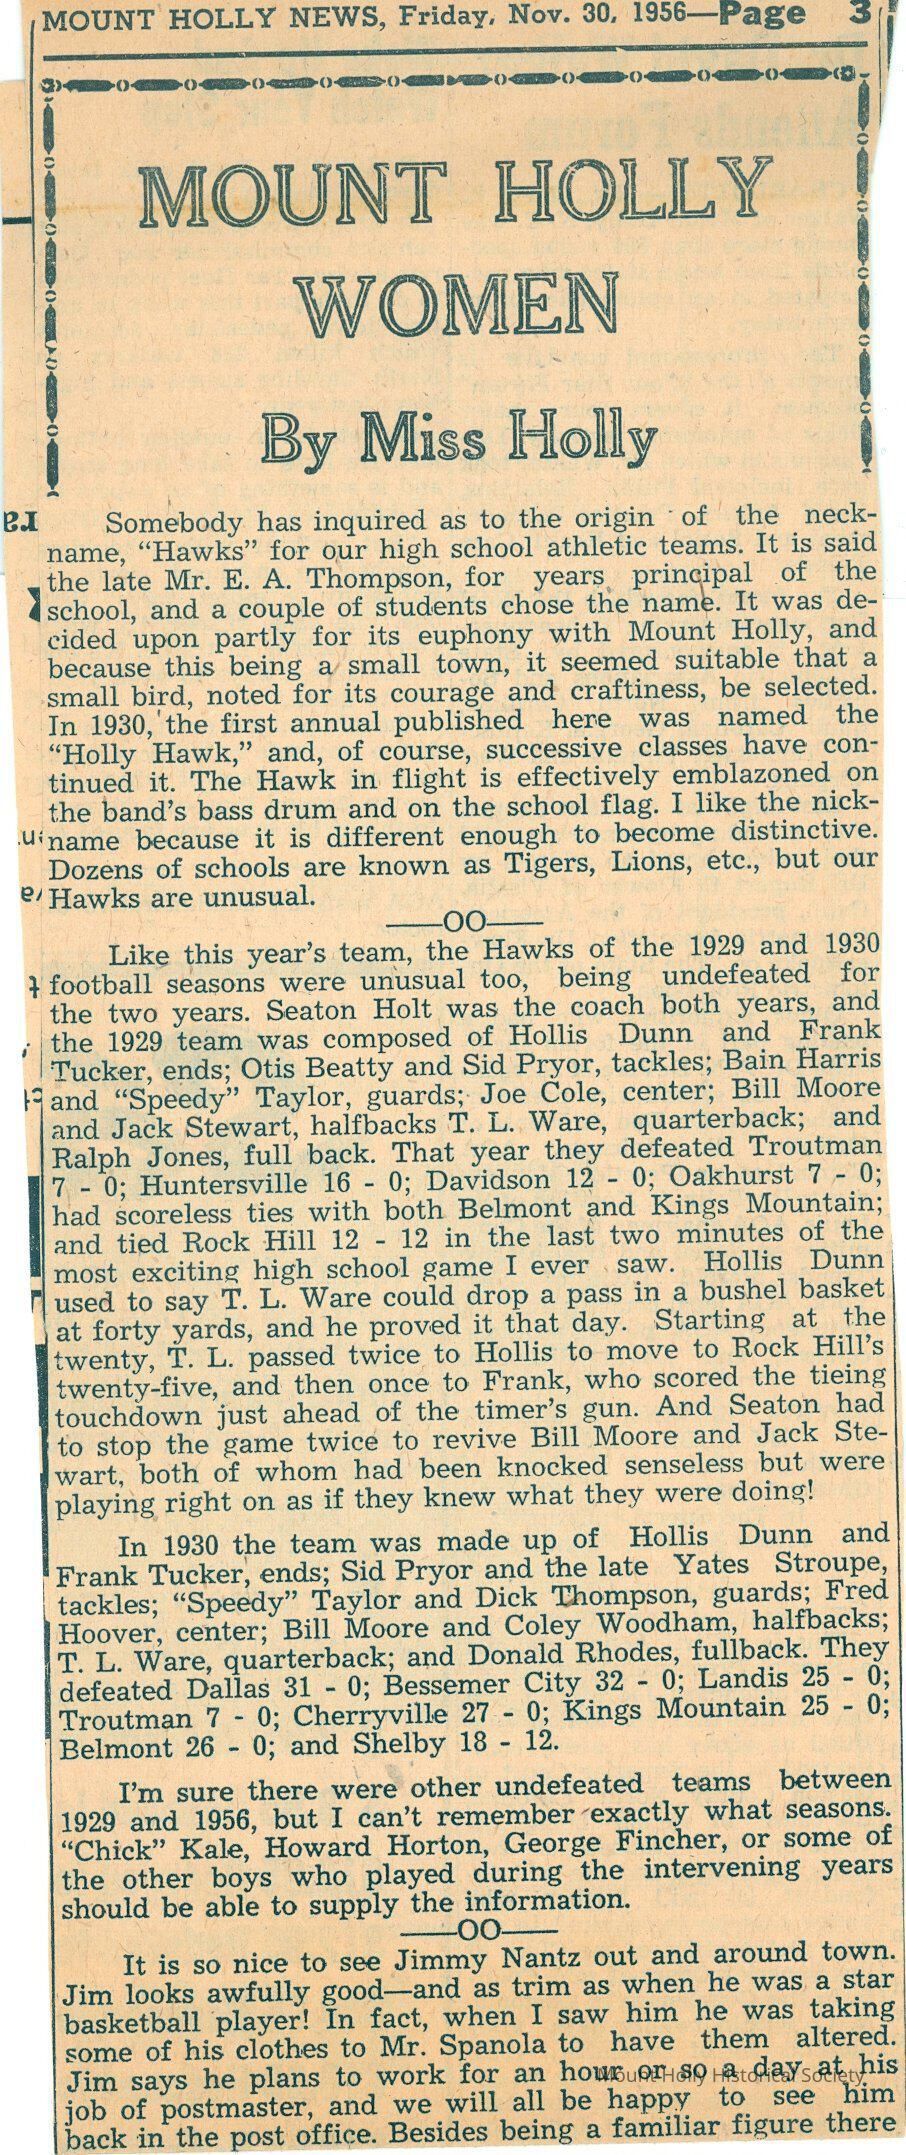 MOUNT HOLLY NEWS, Friday, Nov. 30, 1956—Page 3
MOUNT HOLLY
WOMEN
By Miss Holly
Somebody has inquired as to the origin of the neck-
name, "Hawks" for our high school athletic teams. It is said
the late Mr. E. A. Thompson, for years principal of the
school, and a couple of students chose the name. It was de-
cided upon partly for its euphony with Mount Holly, and
because this being a small town, it seemed suitable that a
small bird, noted for its courage and craftiness, be selected.
In 1930, the first annual published here was named the
"Holly Hawk," and, of course, successive classes have con-
tinued it. The Hawk in flight is effectively emblazoned on
the band's bass drum and on the school flag. I like the nick-
name because it is different enough to become distinctive.
Dozens of schools are known as Tigers, Lions, etc., but our
Hawks are unusual.
——OO——
Like this year's team, the Hawks of the 1929 and 1930
football seasons were unusual too, being undefeated for
the two years. Seaton Holt was the coach both years, and
the 1929 team was composed of Hollis Dunn and Frank
Tucker, ends; Otis Beatty and Sid Pryor, tackles; Bain Harris
and "Speedy" Taylor, guards; Joe Cole, center; Bill Moore
and Jack Stewart, halfbacks T. L. Ware, quarterback; and
Ralph Jones, full back. That year they defeated Troutman
7 - 0; Huntersville 16 - 0; Davidson 12 - 0; Oakhurst 7 - 0;
had scoreless ties with both Belmont and Kings Mountain;
and tied Rock Hill 12 - 12 in the last two minutes of the
most exciting high school game I ever saw. Hollis Dunn
used to say T. L. Ware could drop a pass in a bushel basket
at forty yards, and he proved it that day. Starting at the
twenty, T. L. passed twice to Hollis to move to Rock Hill's
twenty-five, and then once to Frank, who scored the tieing
touchdown just ahead of the timer's gun. And Seaton had
to stop the game twice to revive Bill Moore and Jack Ste-
wart, both of whom had been knocked senseless but were
playing right on as if they knew what they were doing!
In 1930 the team was made up of Hollis Dunn and
Frank Tucker, ends; Sid Pryor and the late Yates Stroupe,
tackles; "Speedy" Taylor and Dick Thompson, guards; Fred
Hoover, center; Bill Moore and Coley Woodham, halfbacks;
T. L. Ware, quarterback; and Donald Rhodes, fullback. They
defeated Dallas 31 - 0; Bessemer City 32 - 0; Landis 25 - 0;
Troutman 7 - 0; Cherryville 27 - 0; Kings Mountain 25 - 0;
Belmont 26 - 0; and Shelby 18 - 12.
I'm sure there were other undefeated teams between
1929 and 1956, but I can't remember exactly what seasons.
"Chick" Kale, Howard Horton, George Fincher, or some of
the other boys who played during the intervening years
should be able to supply the information.
——OO——
It is so nice to see Jimmy Nantz out and around town.
Jim looks awfully good—and as trim as when he was a star
basketball player! In fact, when I saw him he was taking
some of his clothes to Mr. Spanola to have them altered.
Jim says he plans to work for an hour or so a day at his
Mount Holly Historical Society
job of postmaster, and we will all be happy to see him
back in the post office. Besides being a familiar figure there